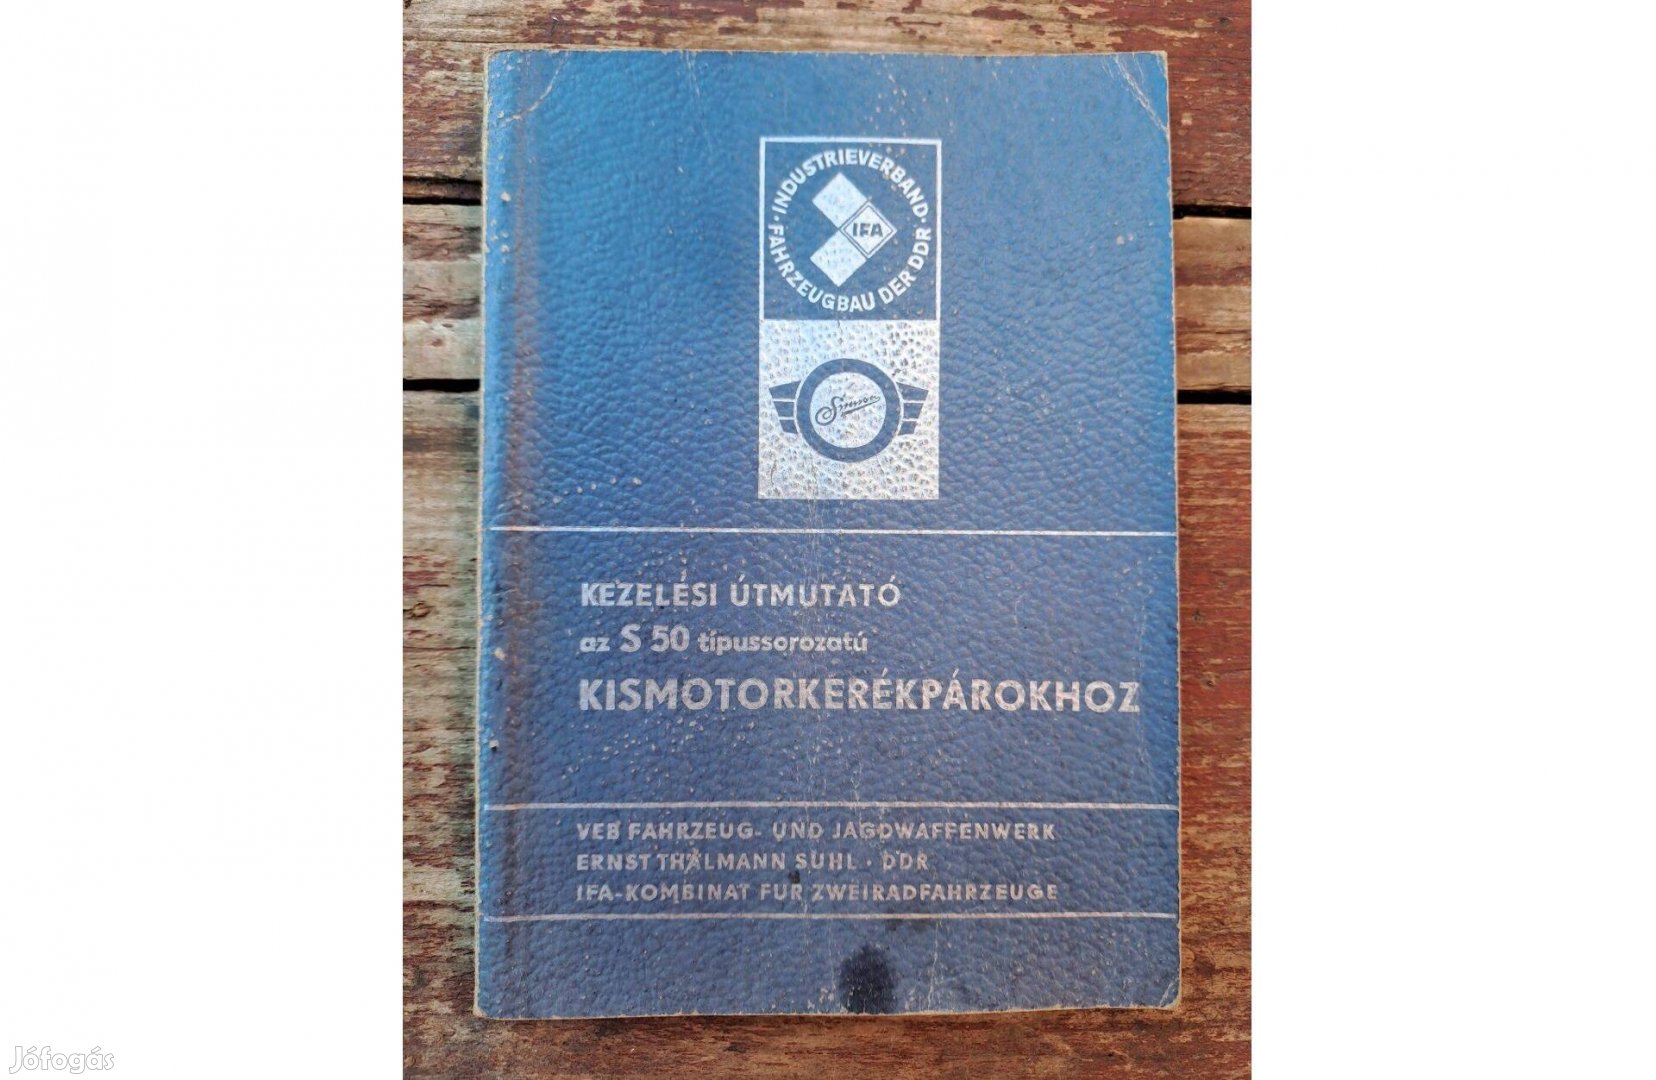 · INDUSTRIEVERBAND ·
FAHRZEUGBAU DER DDR
IFA
Simson
KEZELÉSI ÚTMUTATÓ
az S 50 típussorozatú
KISMOTORKERÉKPÁROKHOZ
VEB FAHRZEUG- UND JAGDWAFFENWERK
ERNST THÄLMANN SUHL · DDR
IFA-KOMBINAT FÜR ZWEIRADFAHRZEUGE
Jófogás